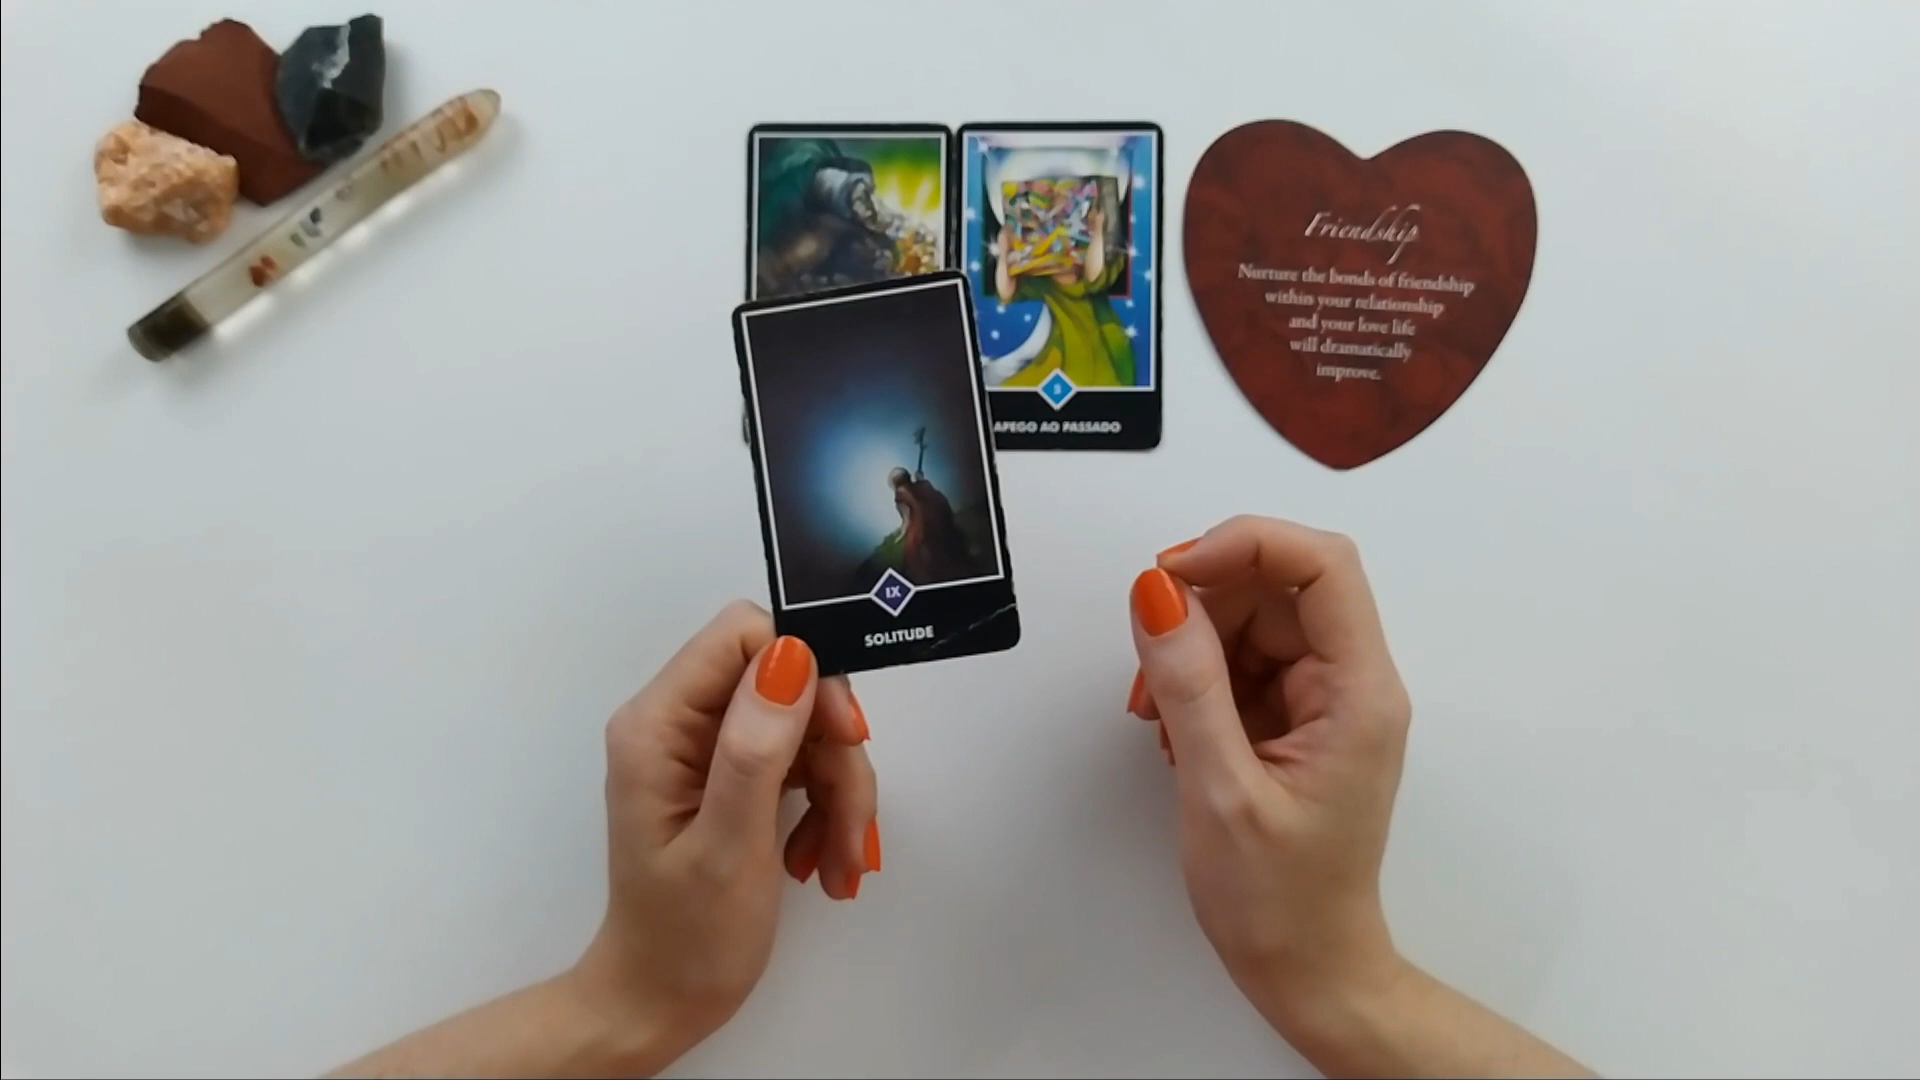 Friendship
Nurture the bonds of friendship
within your relationship
and your love life
will dramatically
improve.
5
APEGO AO PASSADO
IX
SOLITUDE